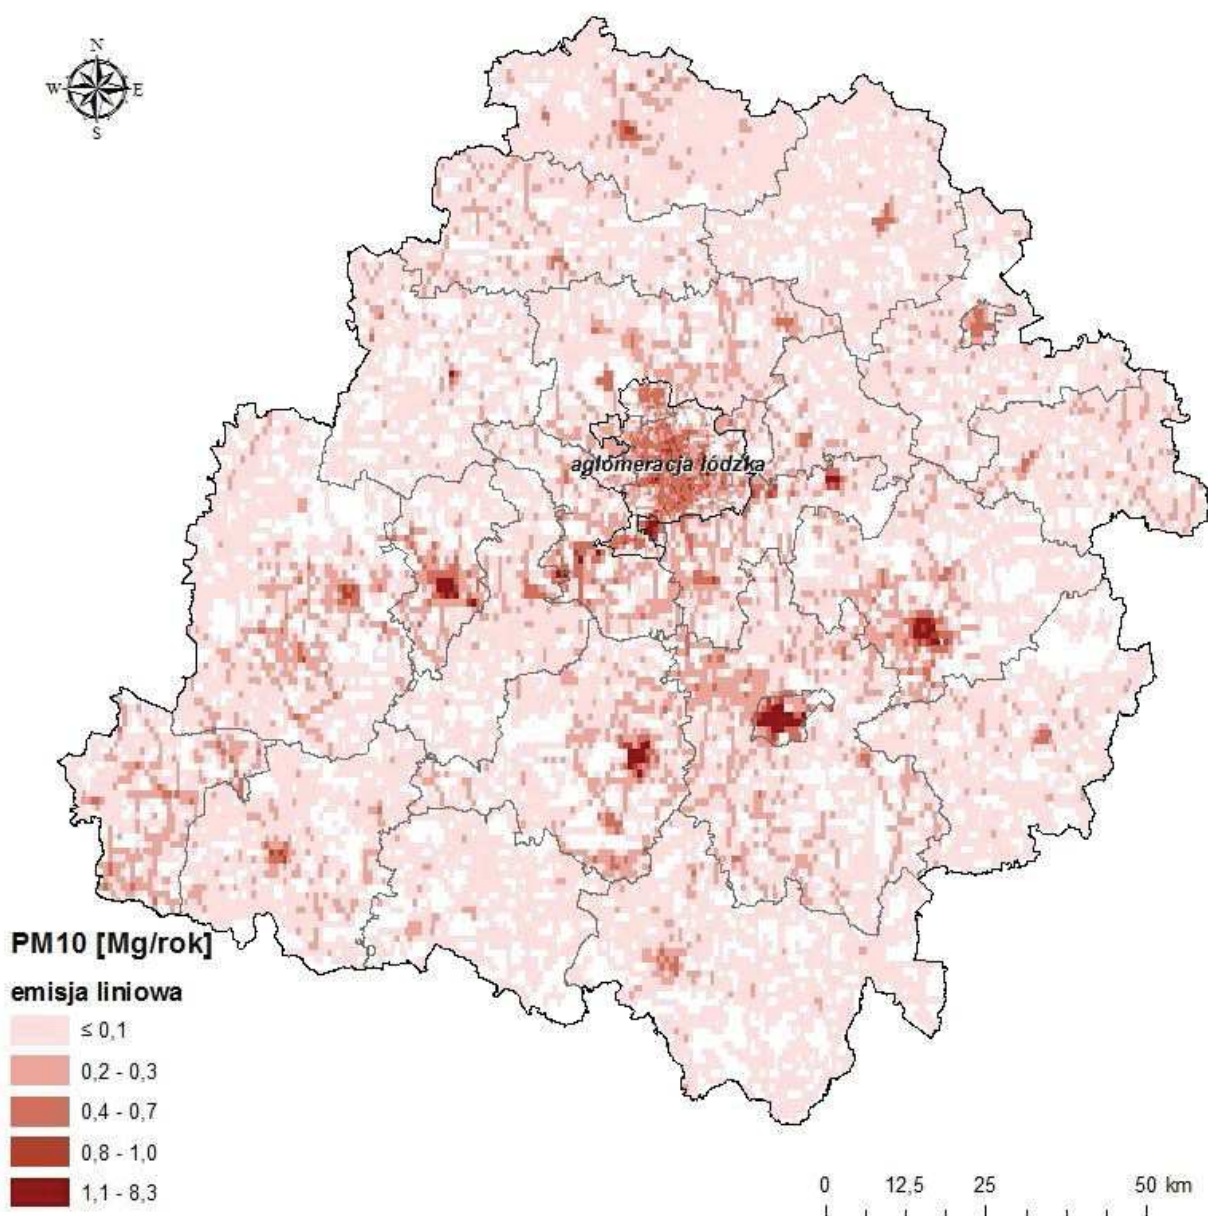 N
W E
S
aglomeracja łódzka
PM10 [Mg/rok]
emisja liniowa
≤ 0,1
0,2 - 0,3
0,4 - 0,7
0,8 - 1,0
1,1 - 8,3
0 12,5 25 50 km